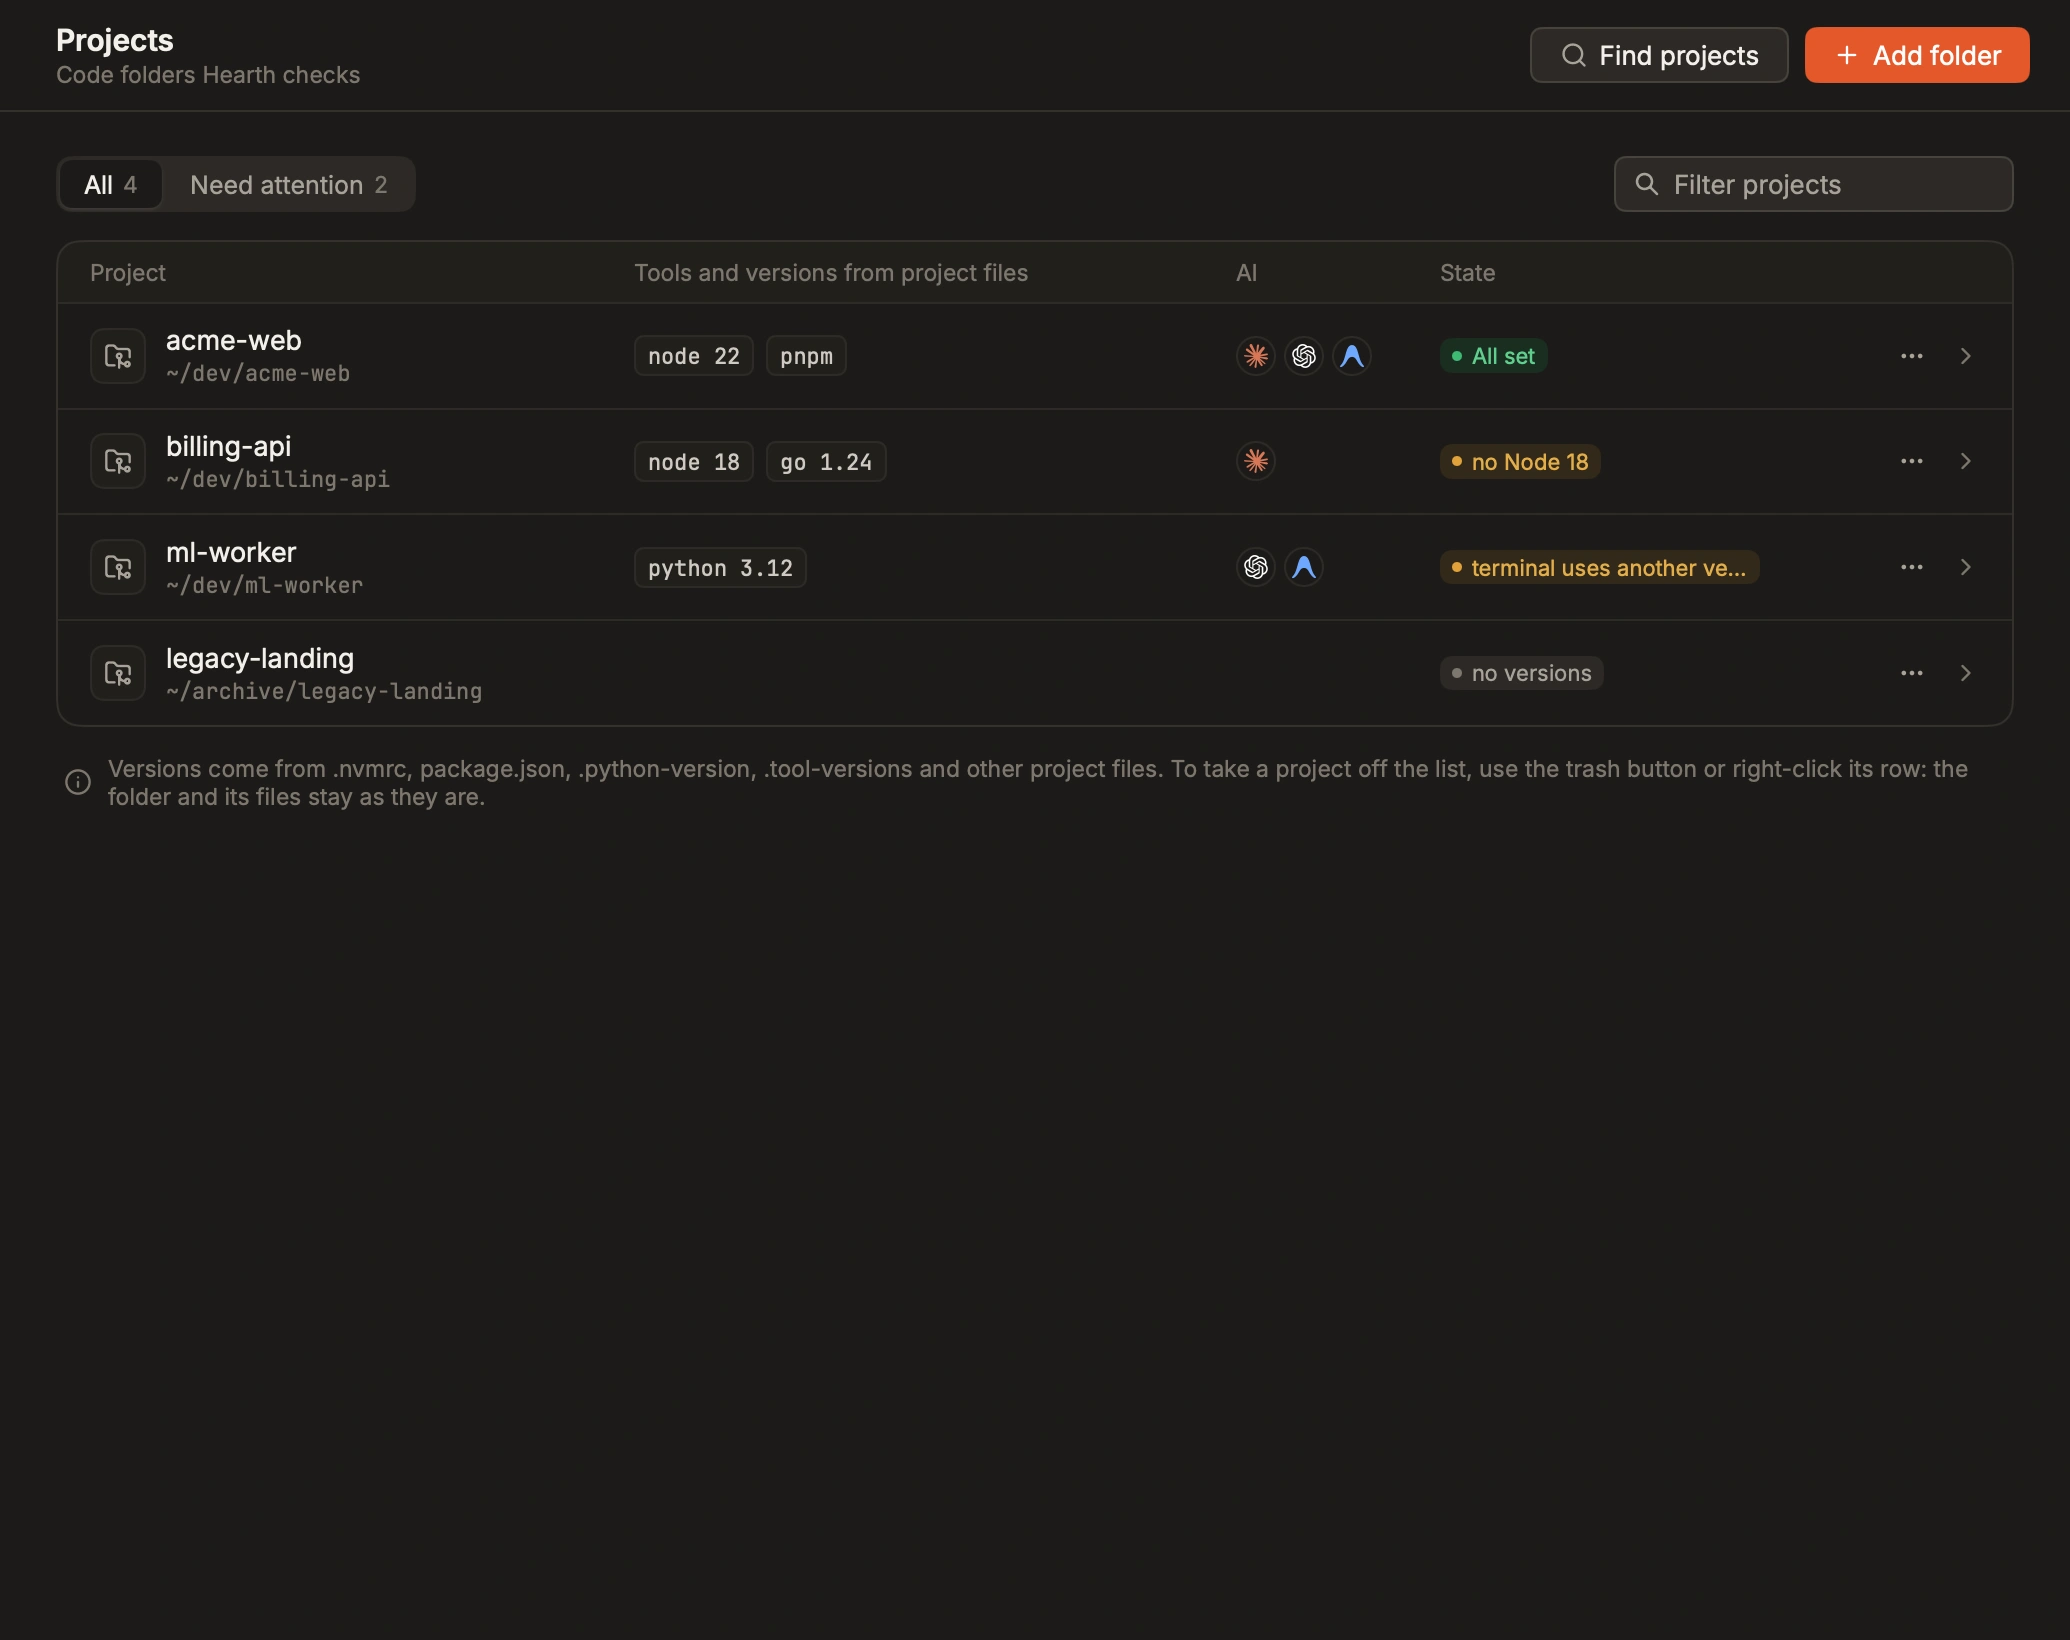 Projects
Code folders Hearth checks
Find projects
Add folder
All 4
Need attention 2
Filter projects
Project
Tools and versions from project files
AI
State
acme-web
~/dev/acme-web
node 22
pnpm
All set
billing-api
~/dev/billing-api
node 18
go 1.24
no Node 18
ml-worker
~/dev/ml-worker
python 3.12
terminal uses another ve...
legacy-landing
~/archive/legacy-landing
no versions
Versions come from .nvmrc, package.json, .python-version, .tool-versions and other project files. To take a project off the list, use the trash button or right-click its row: the
folder and its files stay as they are.